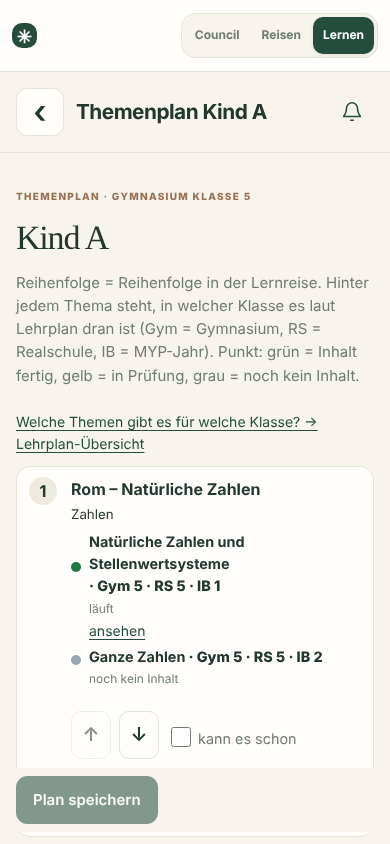 Council Reisen Lernen
Themenplan Kind A
THEMENPLAN · GYMNASIUM KLASSE 5
Kind A
Reihenfolge = Reihenfolge in der Lernreise. Hinter
jedem Thema steht, in welcher Klasse es laut
Lehrplan dran ist (Gym = Gymnasium, RS =
Realschule, IB = MYP-Jahr). Punkt: grün = Inhalt
fertig, gelb = in Prüfung, grau = noch kein Inhalt.
Welche Themen gibt es für welche Klasse? →
Lehrplan-Übersicht
1 Rom – Natürliche Zahlen
Zahlen
Natürliche Zahlen und
Stellenwertsysteme
· Gym 5 · RS 5 · IB 1
läuft
ansehen
Ganze Zahlen · Gym 5 · RS 5 · IB 2
noch kein Inhalt
↑ ↓ kann es schon
Plan speichern